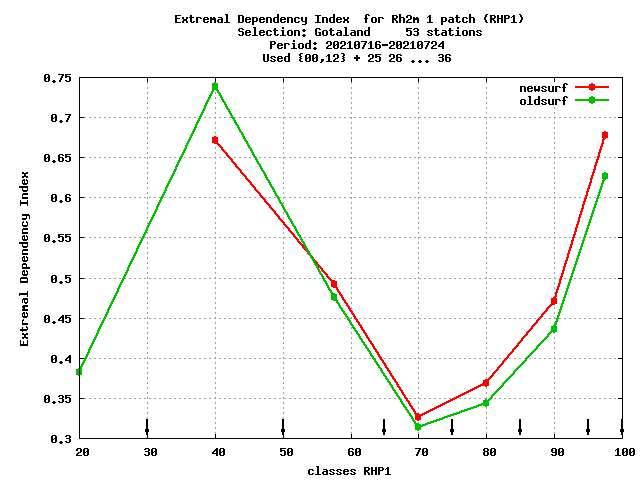 Extremal Dependency Index  for Rh2m 1 patch (RHP1)
Selection: Gotaland     53 stations
Period: 20210716-20210724
Used {00,12} + 25 26 ... 36
newsurf
oldsurf
Extremal Dependency Index
0.75
0.7
0.65
0.6
0.55
0.5
0.45
0.4
0.35
0.3
20 30 40 50 60 70 80 90 100
classes RHP1